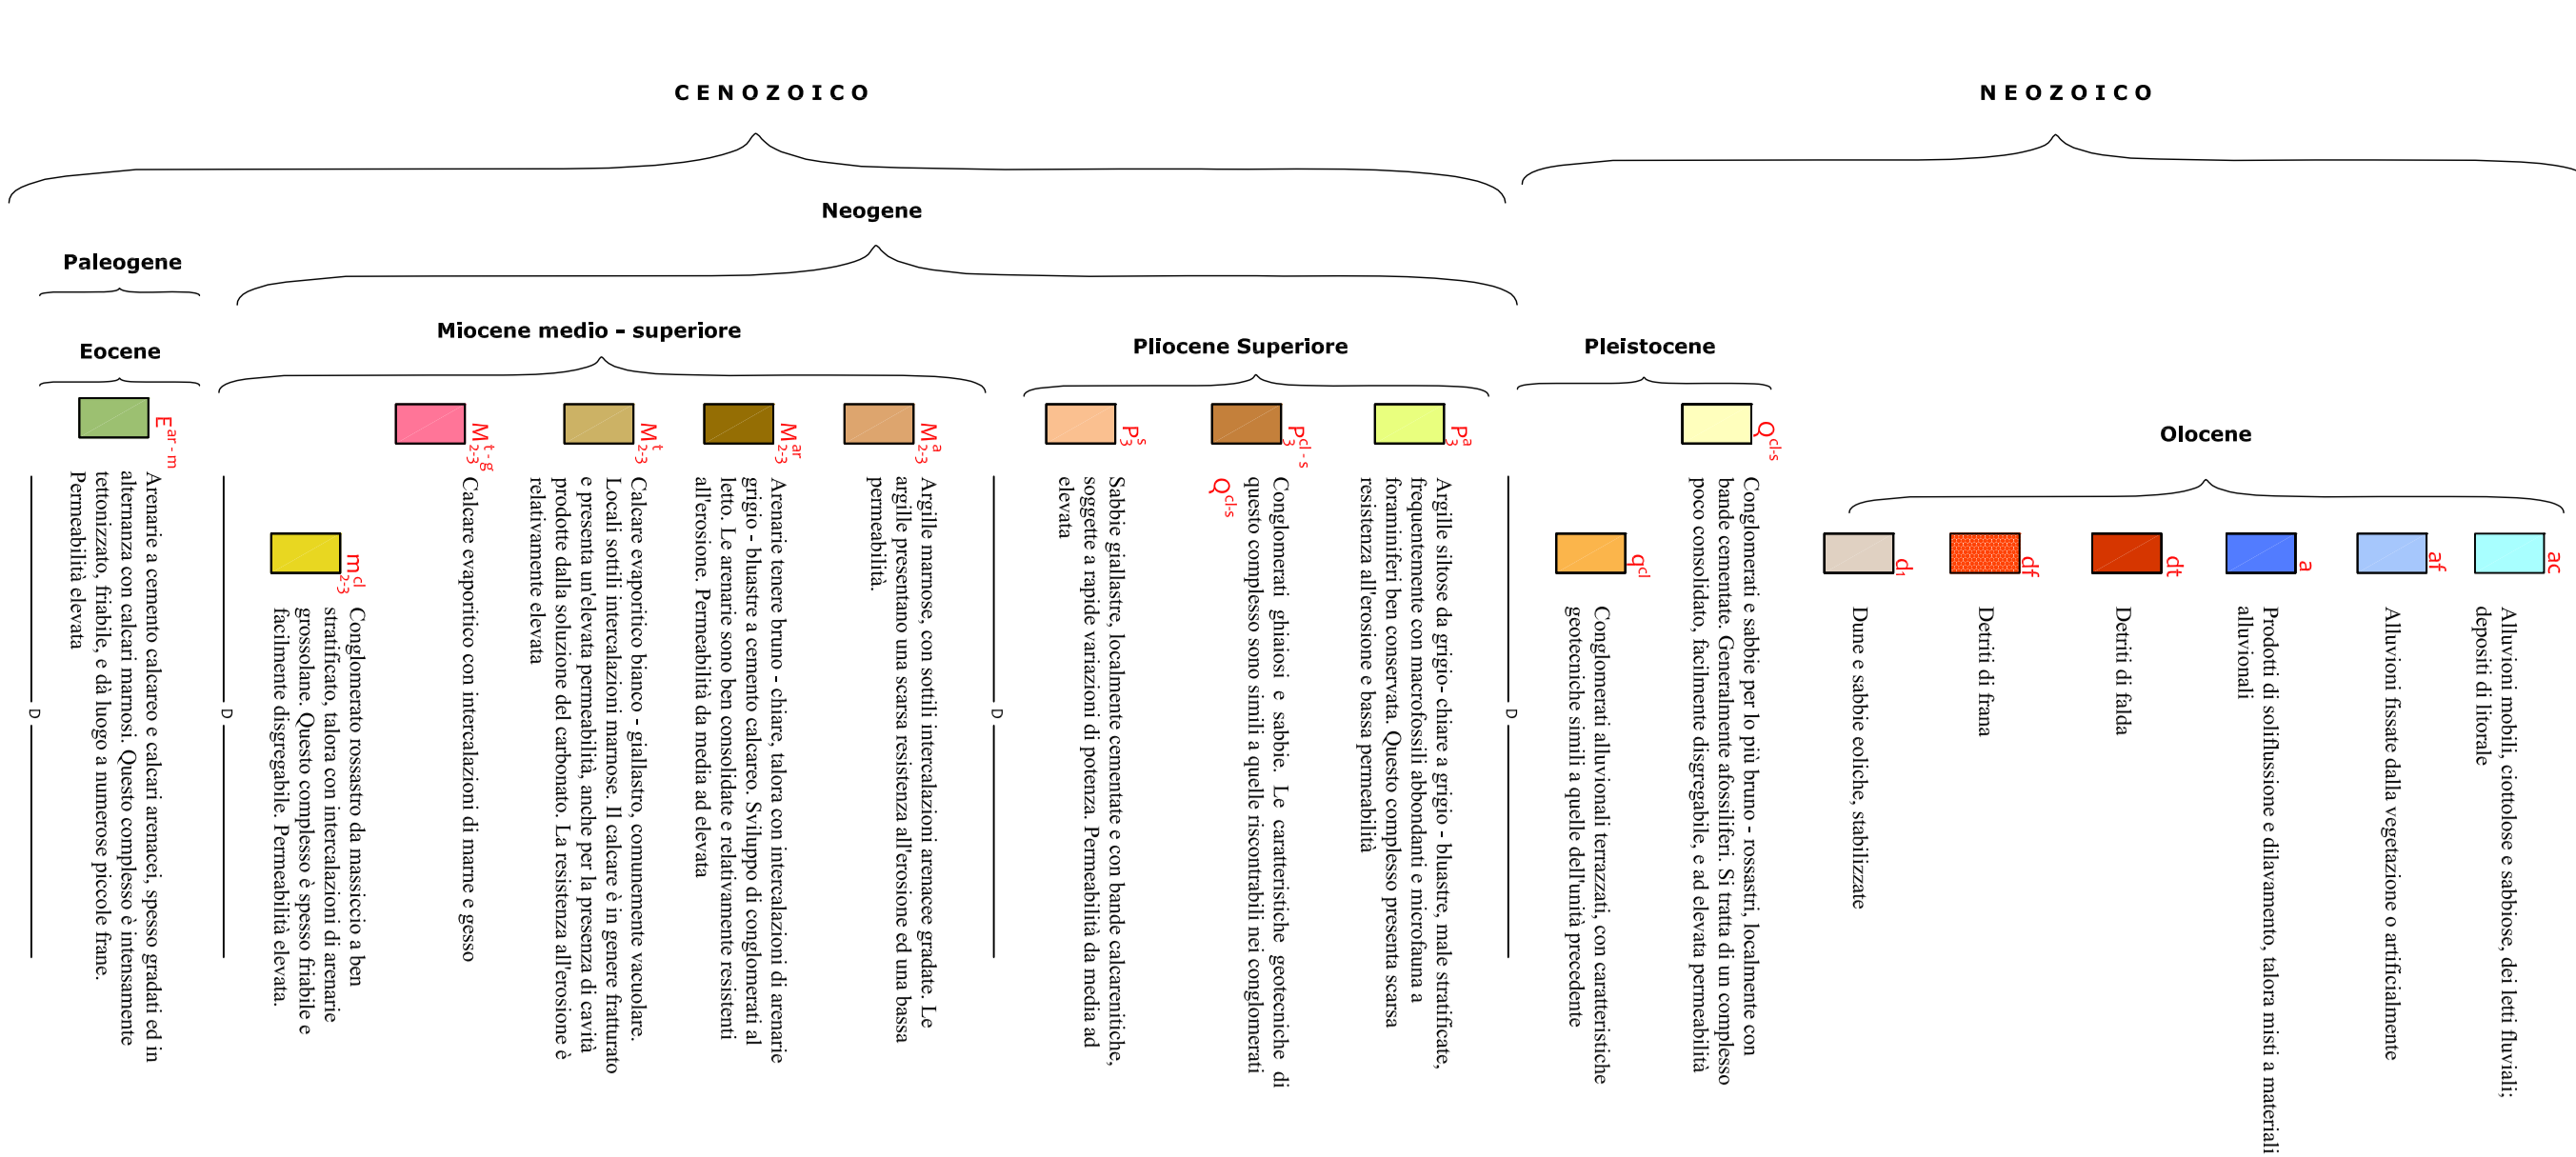 CENOZOICO
NEOZOICO
Neogene
Paleogene
Miocene medio - superiore
Pliocene Superiore
Pleistocene
Eocene
Olocene
ac
Alluvioni mobili, ciottolose e sabbiose, dei letti fluviali;
depositi di litorale
af
Alluvioni fissate dalla vegetazione o artificialmente
a
Prodotti di soliflussione e dilavamento, talora misti a materiali
alluvionali
dt
Detriti di falda
df
Detriti di frana
d1
Dune e sabbie eoliche, stabilizzate
Qcl-s
Conglomerati e sabbie per lo più bruno - rossastri, localmente con
bande cementate. Generalmente afossiliferi. Si tratta di un complesso
poco consolidato, facilmente disgregabile, e ad elevata permeabilità
qcl
Conglomerati alluvionali terrazzati, con caratteristiche
geotecniche simili a quelle dell'unità precedente
D
P3a
Argille siltose da grigio- chiare a grigio - bluastre, male stratificate,
frequentemente con macrofossili abbondanti e microfauna a
foraminiferi ben conservata. Questo complesso presenta scarsa
resistenza all'erosione e bassa permeabilità
P3cl - s
Conglomerati ghiaiosi e sabbie. Le caratteristiche geotecniche di
questo complesso sono simili a quelle riscontrabili nei conglomerati
Qcl-s
P3s
Sabbie giallastre, localmente cementate e con bande calcarenitiche,
soggette a rapide variazioni di potenza. Permeabilità da media ad
elevata
D
M2-3a
Argille marnose, con sottili intercalazioni arenacee gradate. Le
argille presentano una scarsa resistenza all'erosione ed una bassa
permeabilità.
M2-3ar
Arenarie tenere bruno - chiare, talora con intercalazioni di arenarie
grigio - bluastre a cemento calcareo. Sviluppo di conglomerati al
letto. Le arenarie sono ben consolidate e relativamente resistenti
all'erosione. Permeabilità da media ad elevata
M2-3t
Calcare evaporitico bianco - giallastro, comunemente vacuolare.
Locali sottili intercalazioni marnose. Il calcare è in genere fratturato
e presenta un'elevata permeabilità, anche per la presenza di cavità
prodotte dalla soluzione del carbonato. La resistenza all'erosione è
relativamente elevata
M2-3t - g
Calcare evaporitico con intercalazioni di marne e gesso
m2-3cl
Conglomerato rossastro da massiccio a ben
stratificato, talora con intercalazioni di arenarie
grossolane. Questo complesso è spesso friabile e
facilmente disgregabile. Permeabilità elevata.
D
Ear - m
Arenarie a cemento calcareo e calcari arenacei, spesso gradati ed in
alternanza con calcari marnosi. Questo complesso è intensamente
tettonizzato, friabile, e dà luogo a numerose piccole frane.
Permeabilità elevata
D